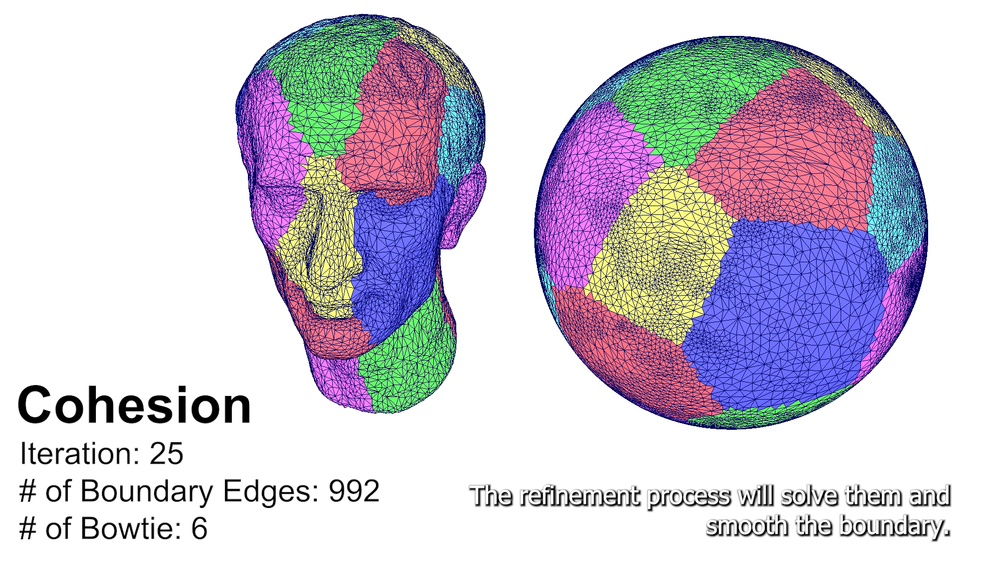 Cohesion
Iteration: 25
# of Boundary Edges: 992
# of Bowtie: 6
The refinement process will solve them and
smooth the boundary.